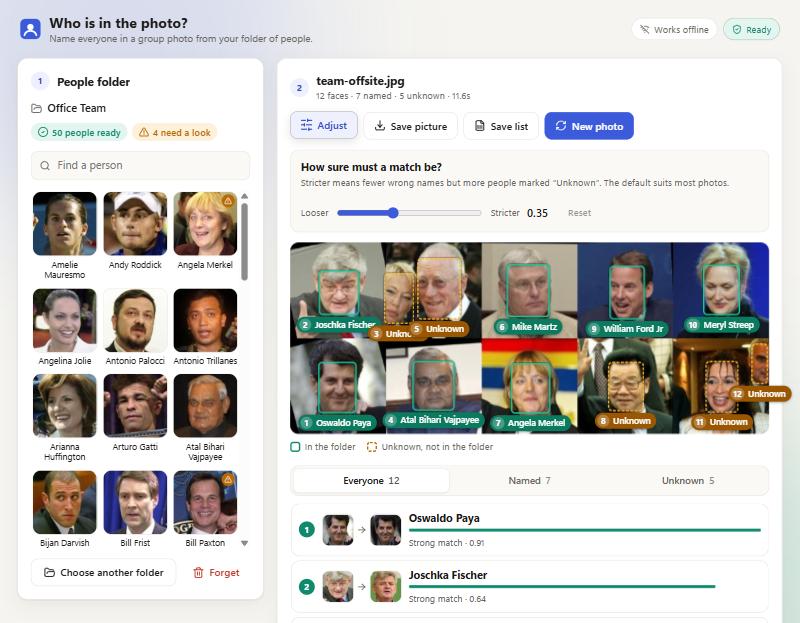 Who is in the photo?
Name everyone in a group photo from your folder of people.
Works offline
Ready
1 People folder
Office Team
50 people ready
4 need a look
Find a person
Amelie Mauresmo
Andy Roddick
Angela Merkel
Angelina Jolie
Antonio Palocci
Antonio Trillanes
Arianna Huffington
Arturo Gatti
Atal Bihari Vajpayee
Bijan Darvish
Bill Frist
Bill Paxton
Choose another folder
Forget
2 team-offsite.jpg
12 faces · 7 named · 5 unknown · 11.6s
Adjust
Save picture
Save list
New photo
How sure must a match be?
Stricter means fewer wrong names but more people marked "Unknown". The default suits most photos.
Looser
Stricter 0.35
Reset
2 Joschka Fischer
3 Unkno
5 Unknown
6 Mike Martz
9 William Ford Jr
10 Meryl Streep
1 Oswaldo Paya
4 Atal Bihari Vajpayee
7 Angela Merkel
8 Unknown
11 Unknown
12 Unknown
In the folder
Unknown, not in the folder
Everyone 12
Named 7
Unknown 5
1 Oswaldo Paya
Strong match · 0.91
2 Joschka Fischer
Strong match · 0.64